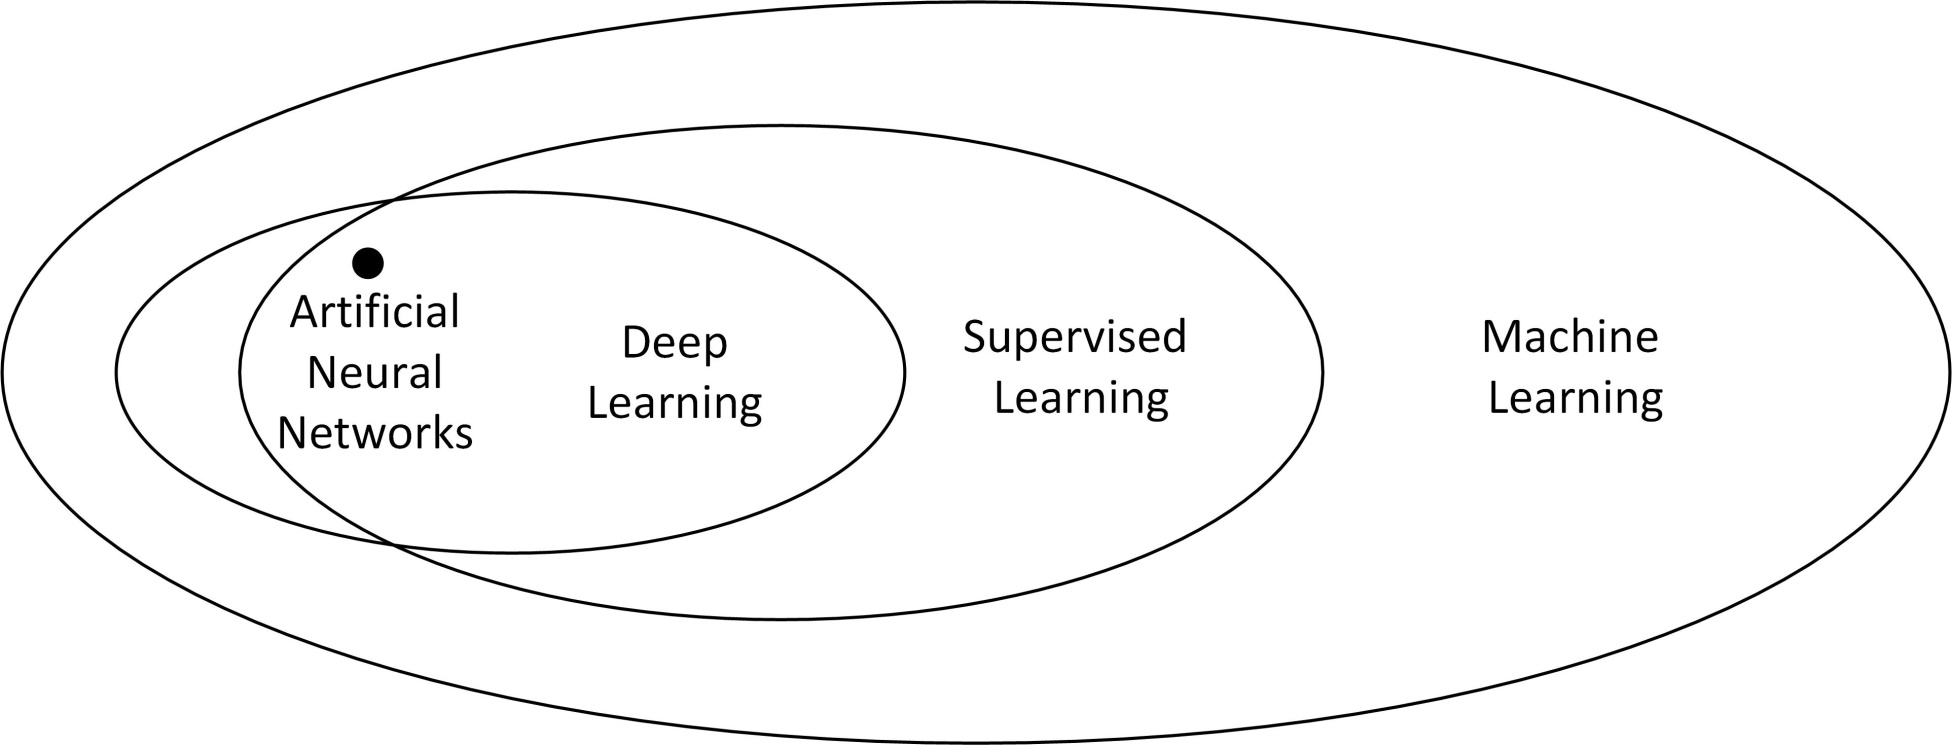 Artificial
Neural
Networks
Deep
Learning
Supervised
Learning
Machine
Learning